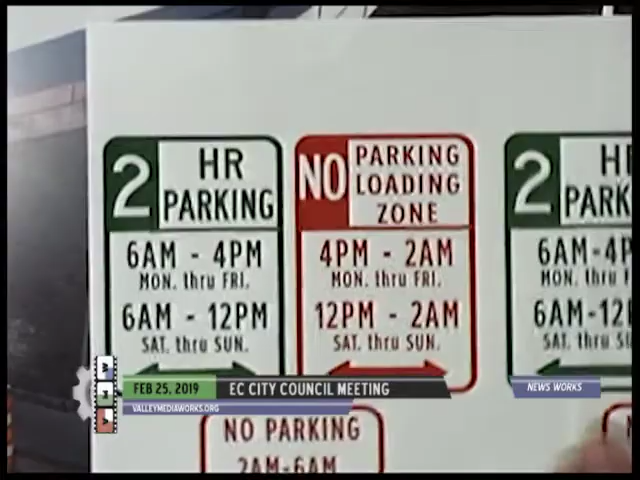 2 HR
PARKING
6AM - 4PM
MON. thru FRI.
6AM - 12PM
SAT. thru SUN.
NO PARKING
LOADING
ZONE
4PM - 2AM
MON. thru FRI.
12PM - 2AM
SAT. thru SUN.
2
6AM-4P
MON. thru
6AM-12
SAT. thru
NO PARKING
2AM-6AM
FEB 25, 2019 EC CITY COUNCIL MEETING
VALLEYMEDIAWORKS.ORG
NEWS WORKS